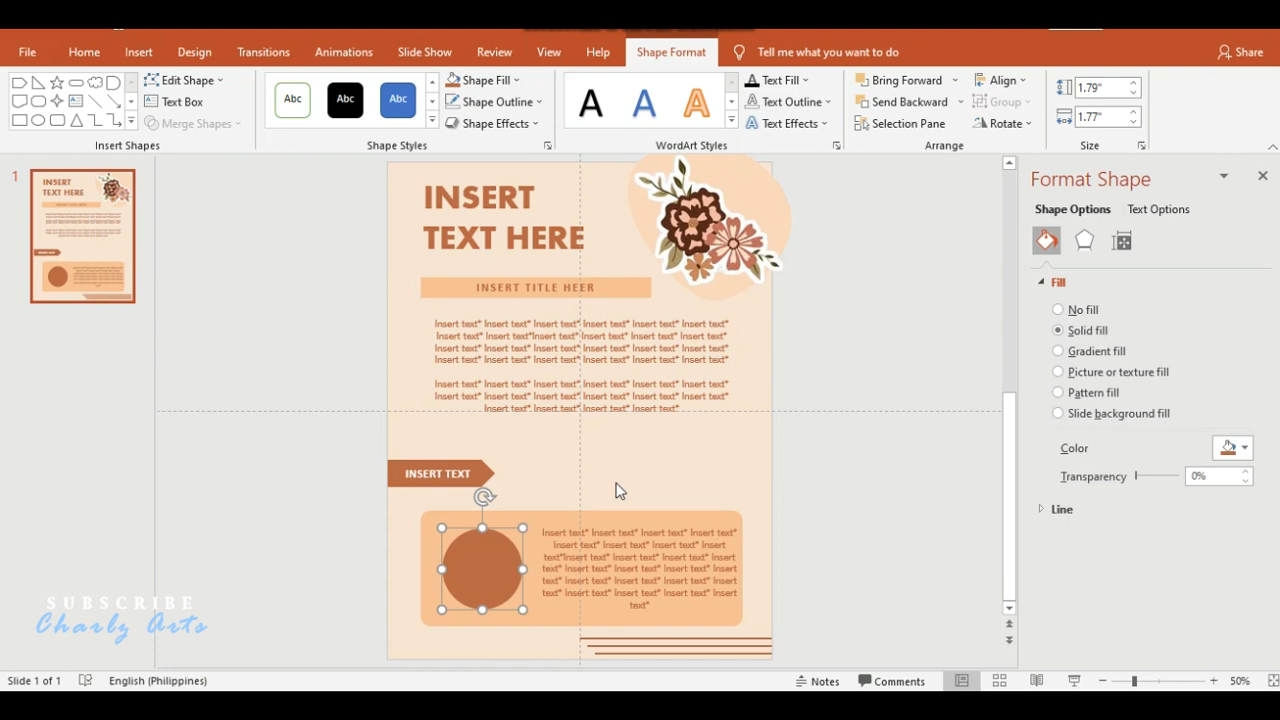 File Home Insert Design Transitions Animations Slide Show Review View Help Shape Format Tell me what you want to do Share
Edit Shape Text Box Merge Shapes
Insert Shapes
Abc Abc Abc
Shape Fill Shape Outline Shape Effects
Shape Styles
A A A
Text Fill Text Outline Text Effects
WordArt Styles
Bring Forward Send Backward Selection Pane Align Group Rotate
Arrange
1.79"
1.77"
Size
1
INSERT
TEXT HERE
INSERT TITLE HEER
Insert text* Insert text* Insert text* Insert text* Insert text* Insert text*
Insert text* Insert text*Insert text* Insert text* Insert text* Insert text*
Insert text* Insert text* Insert text* Insert text* Insert text* Insert text*
Insert text* Insert text* Insert text* Insert text* Insert text* Insert text*
Insert text* Insert text* Insert text* Insert text* Insert text* Insert text*
Insert text* Insert text* Insert text* Insert text* Insert text* Insert text*
Insert text* Insert text* Insert text* Insert text*
INSERT TEXT
Insert text* Insert text* Insert text* Insert text*
Insert text* Insert text* Insert text* Insert
text*Insert text* Insert text* Insert text* Insert
text* Insert text* Insert text* Insert text* Insert
text* Insert text* Insert text* Insert text* Insert
text* Insert text* Insert text* Insert text* Insert
text*
Format Shape
Shape Options Text Options
Fill
No fill
Solid fill
Gradient fill
Picture or texture fill
Pattern fill
Slide background fill
Color
Transparency 0%
Line
SUBSCRIBE
Charly Arts
Slide 1 of 1 English (Philippines) Notes Comments 50%